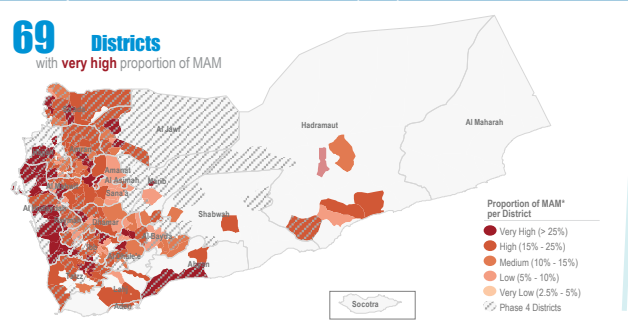 69 Districts
with very high proportion of MAM
Al Jawf
Hadramaut
Al Maharah
Amanat
Al Asimah
Marib
Sana'a
Shabwah
Al Bayda
Abyan
Socotra
Proportion of MAM*
per District
Very High (> 25%)
High (15% - 25%)
Medium (10% - 15%)
Low (5% - 10%)
Very Low (2.5% - 5%)
Phase 4 Districts